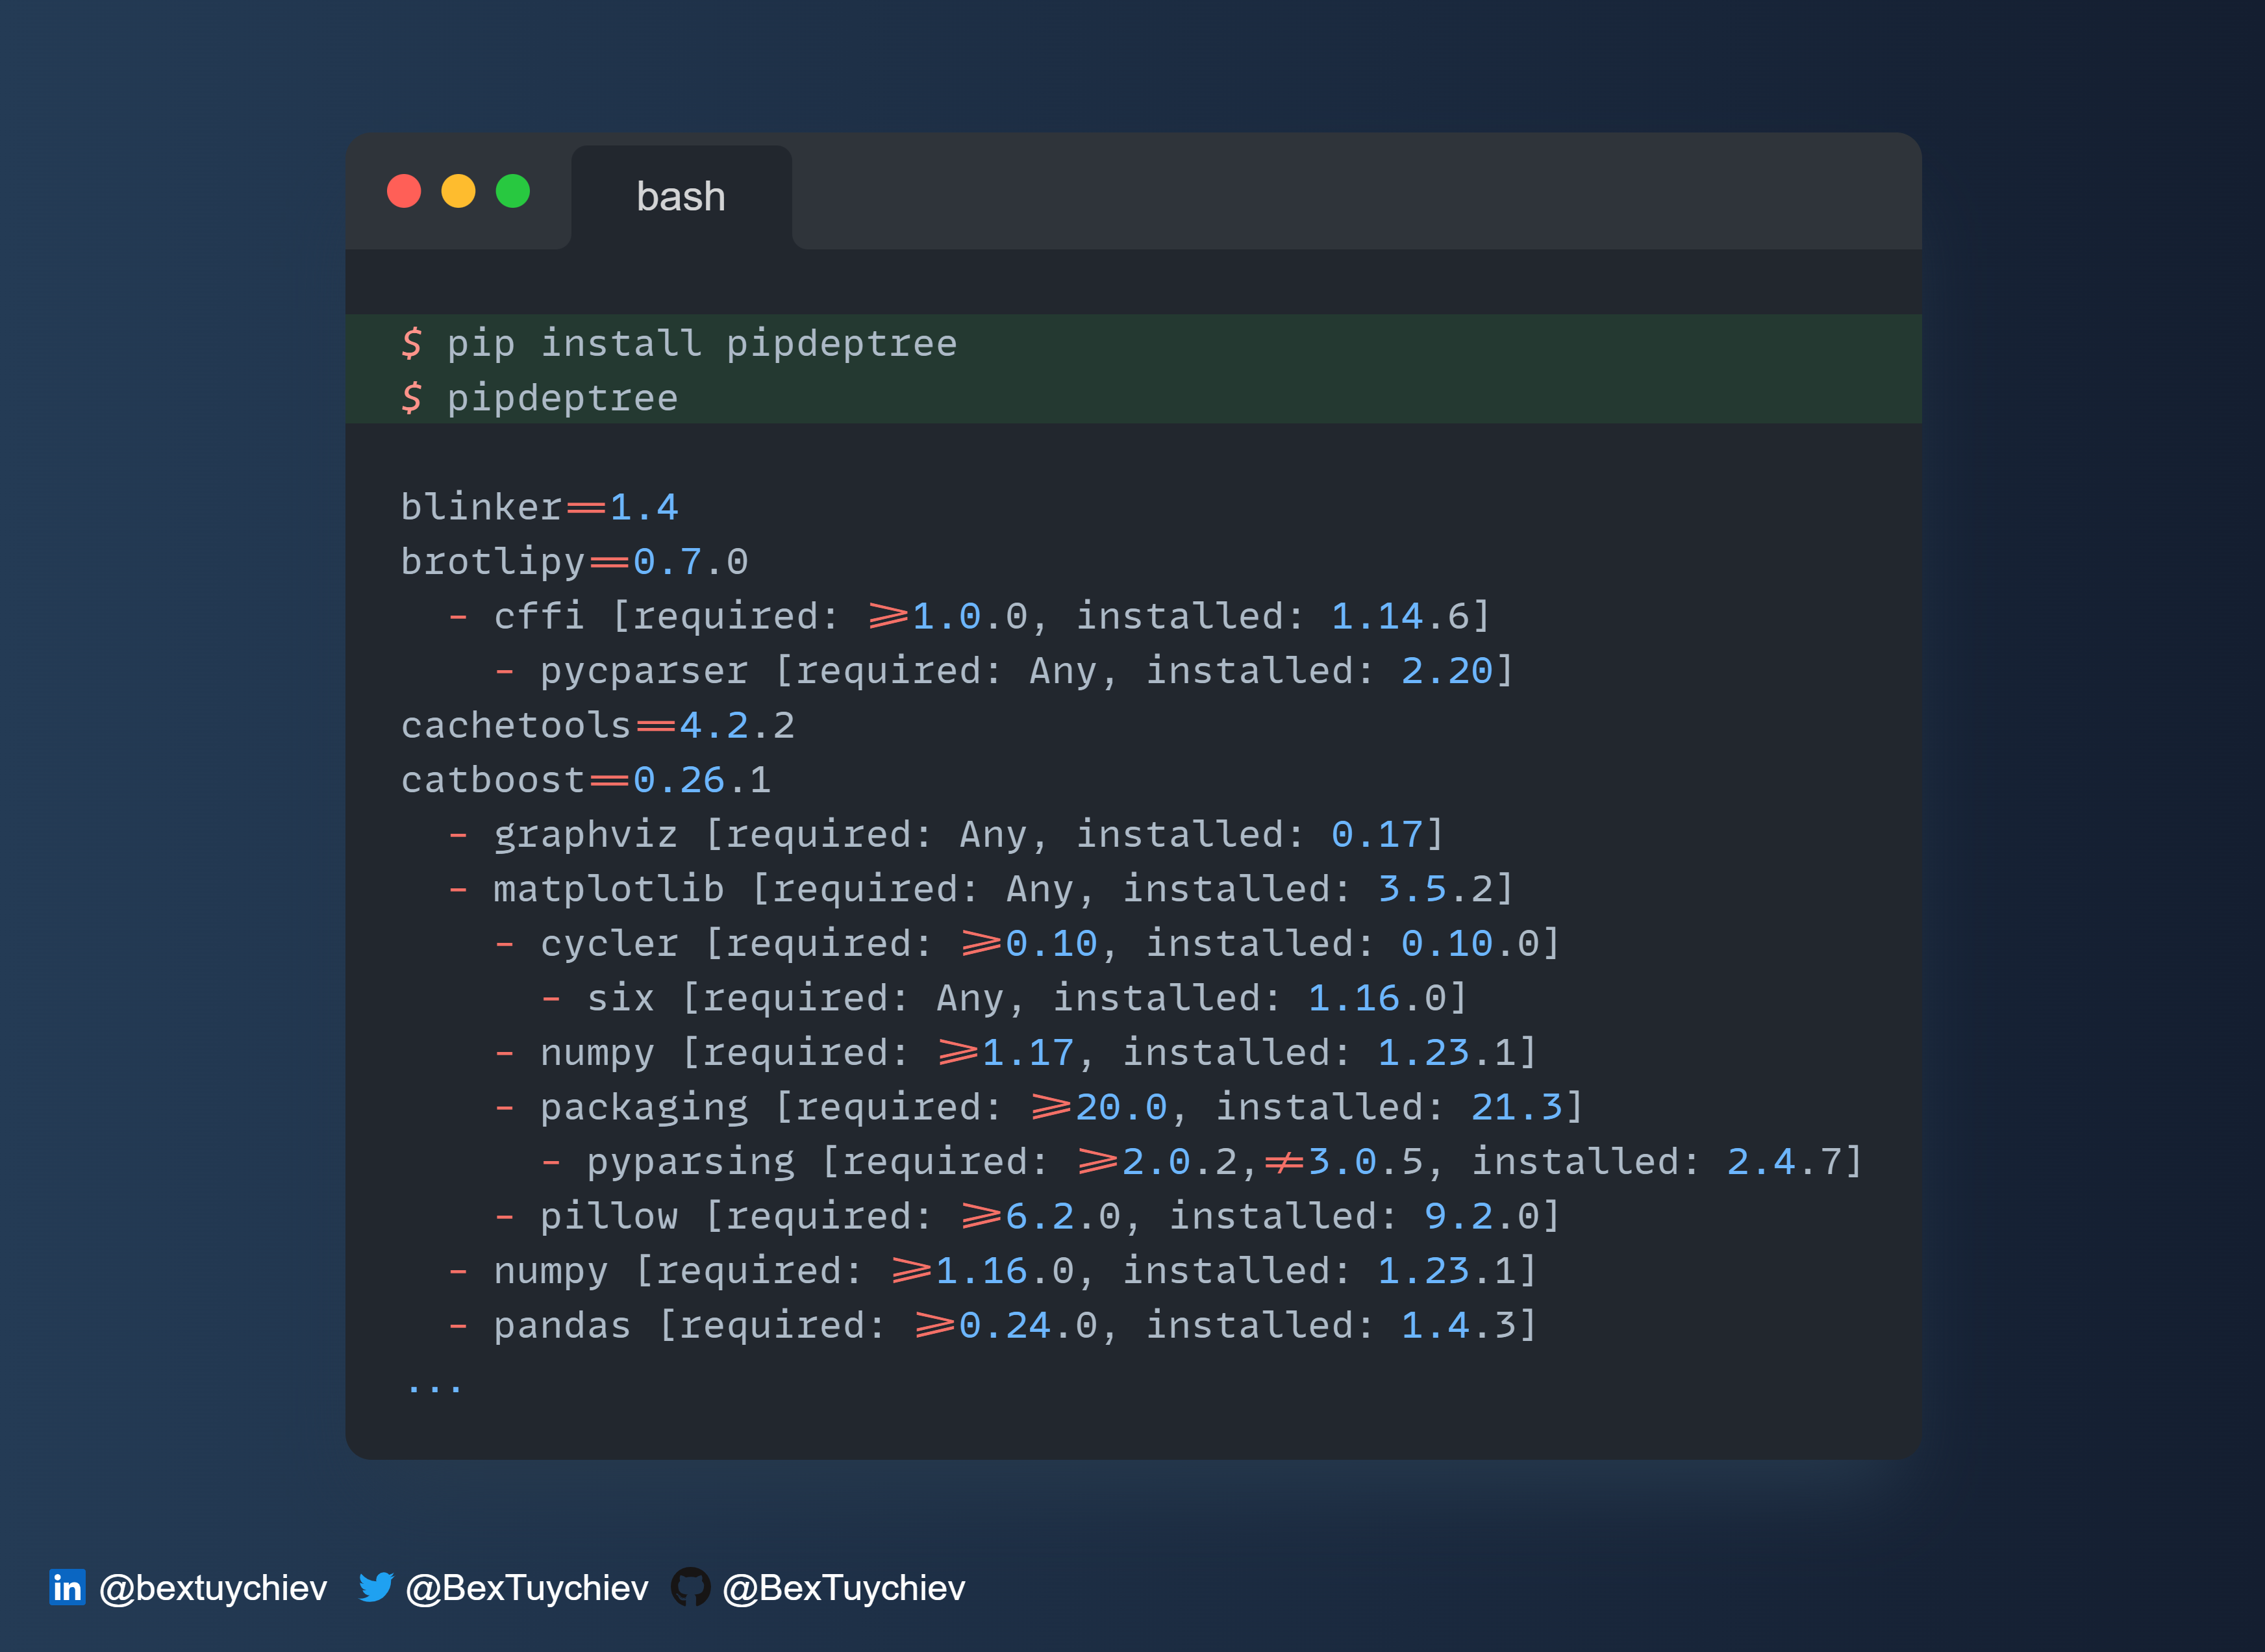 bash
$ pip install pipdeptree
$ pipdeptree
blinker==1.4
brotlipy==0.7.0
  - cffi [required: >=1.0.0, installed: 1.14.6]
    - pycparser [required: Any, installed: 2.20]
cachetools==4.2.2
catboost==0.26.1
  - graphviz [required: Any, installed: 0.17]
  - matplotlib [required: Any, installed: 3.5.2]
    - cycler [required: >=0.10, installed: 0.10.0]
      - six [required: Any, installed: 1.16.0]
    - numpy [required: >=1.17, installed: 1.23.1]
    - packaging [required: >=20.0, installed: 21.3]
      - pyparsing [required: >=2.0.2,!=3.0.5, installed: 2.4.7]
    - pillow [required: >=6.2.0, installed: 9.2.0]
  - numpy [required: >=1.16.0, installed: 1.23.1]
  - pandas [required: >=0.24.0, installed: 1.4.3]
...
in @bextuychiev @BexTuychiev @BexTuychiev